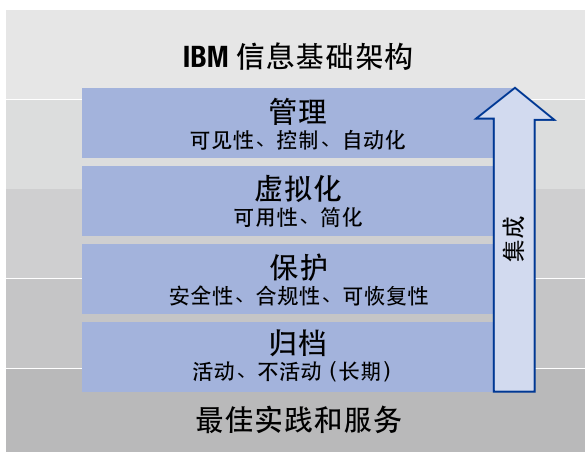 IBM 信息基础架构
管理
可见性、控制、自动化
虚拟化
可用性、简化
保护
安全性、合规性、可恢复性
归档
活动、不活动（长期）
集成
最佳实践和服务